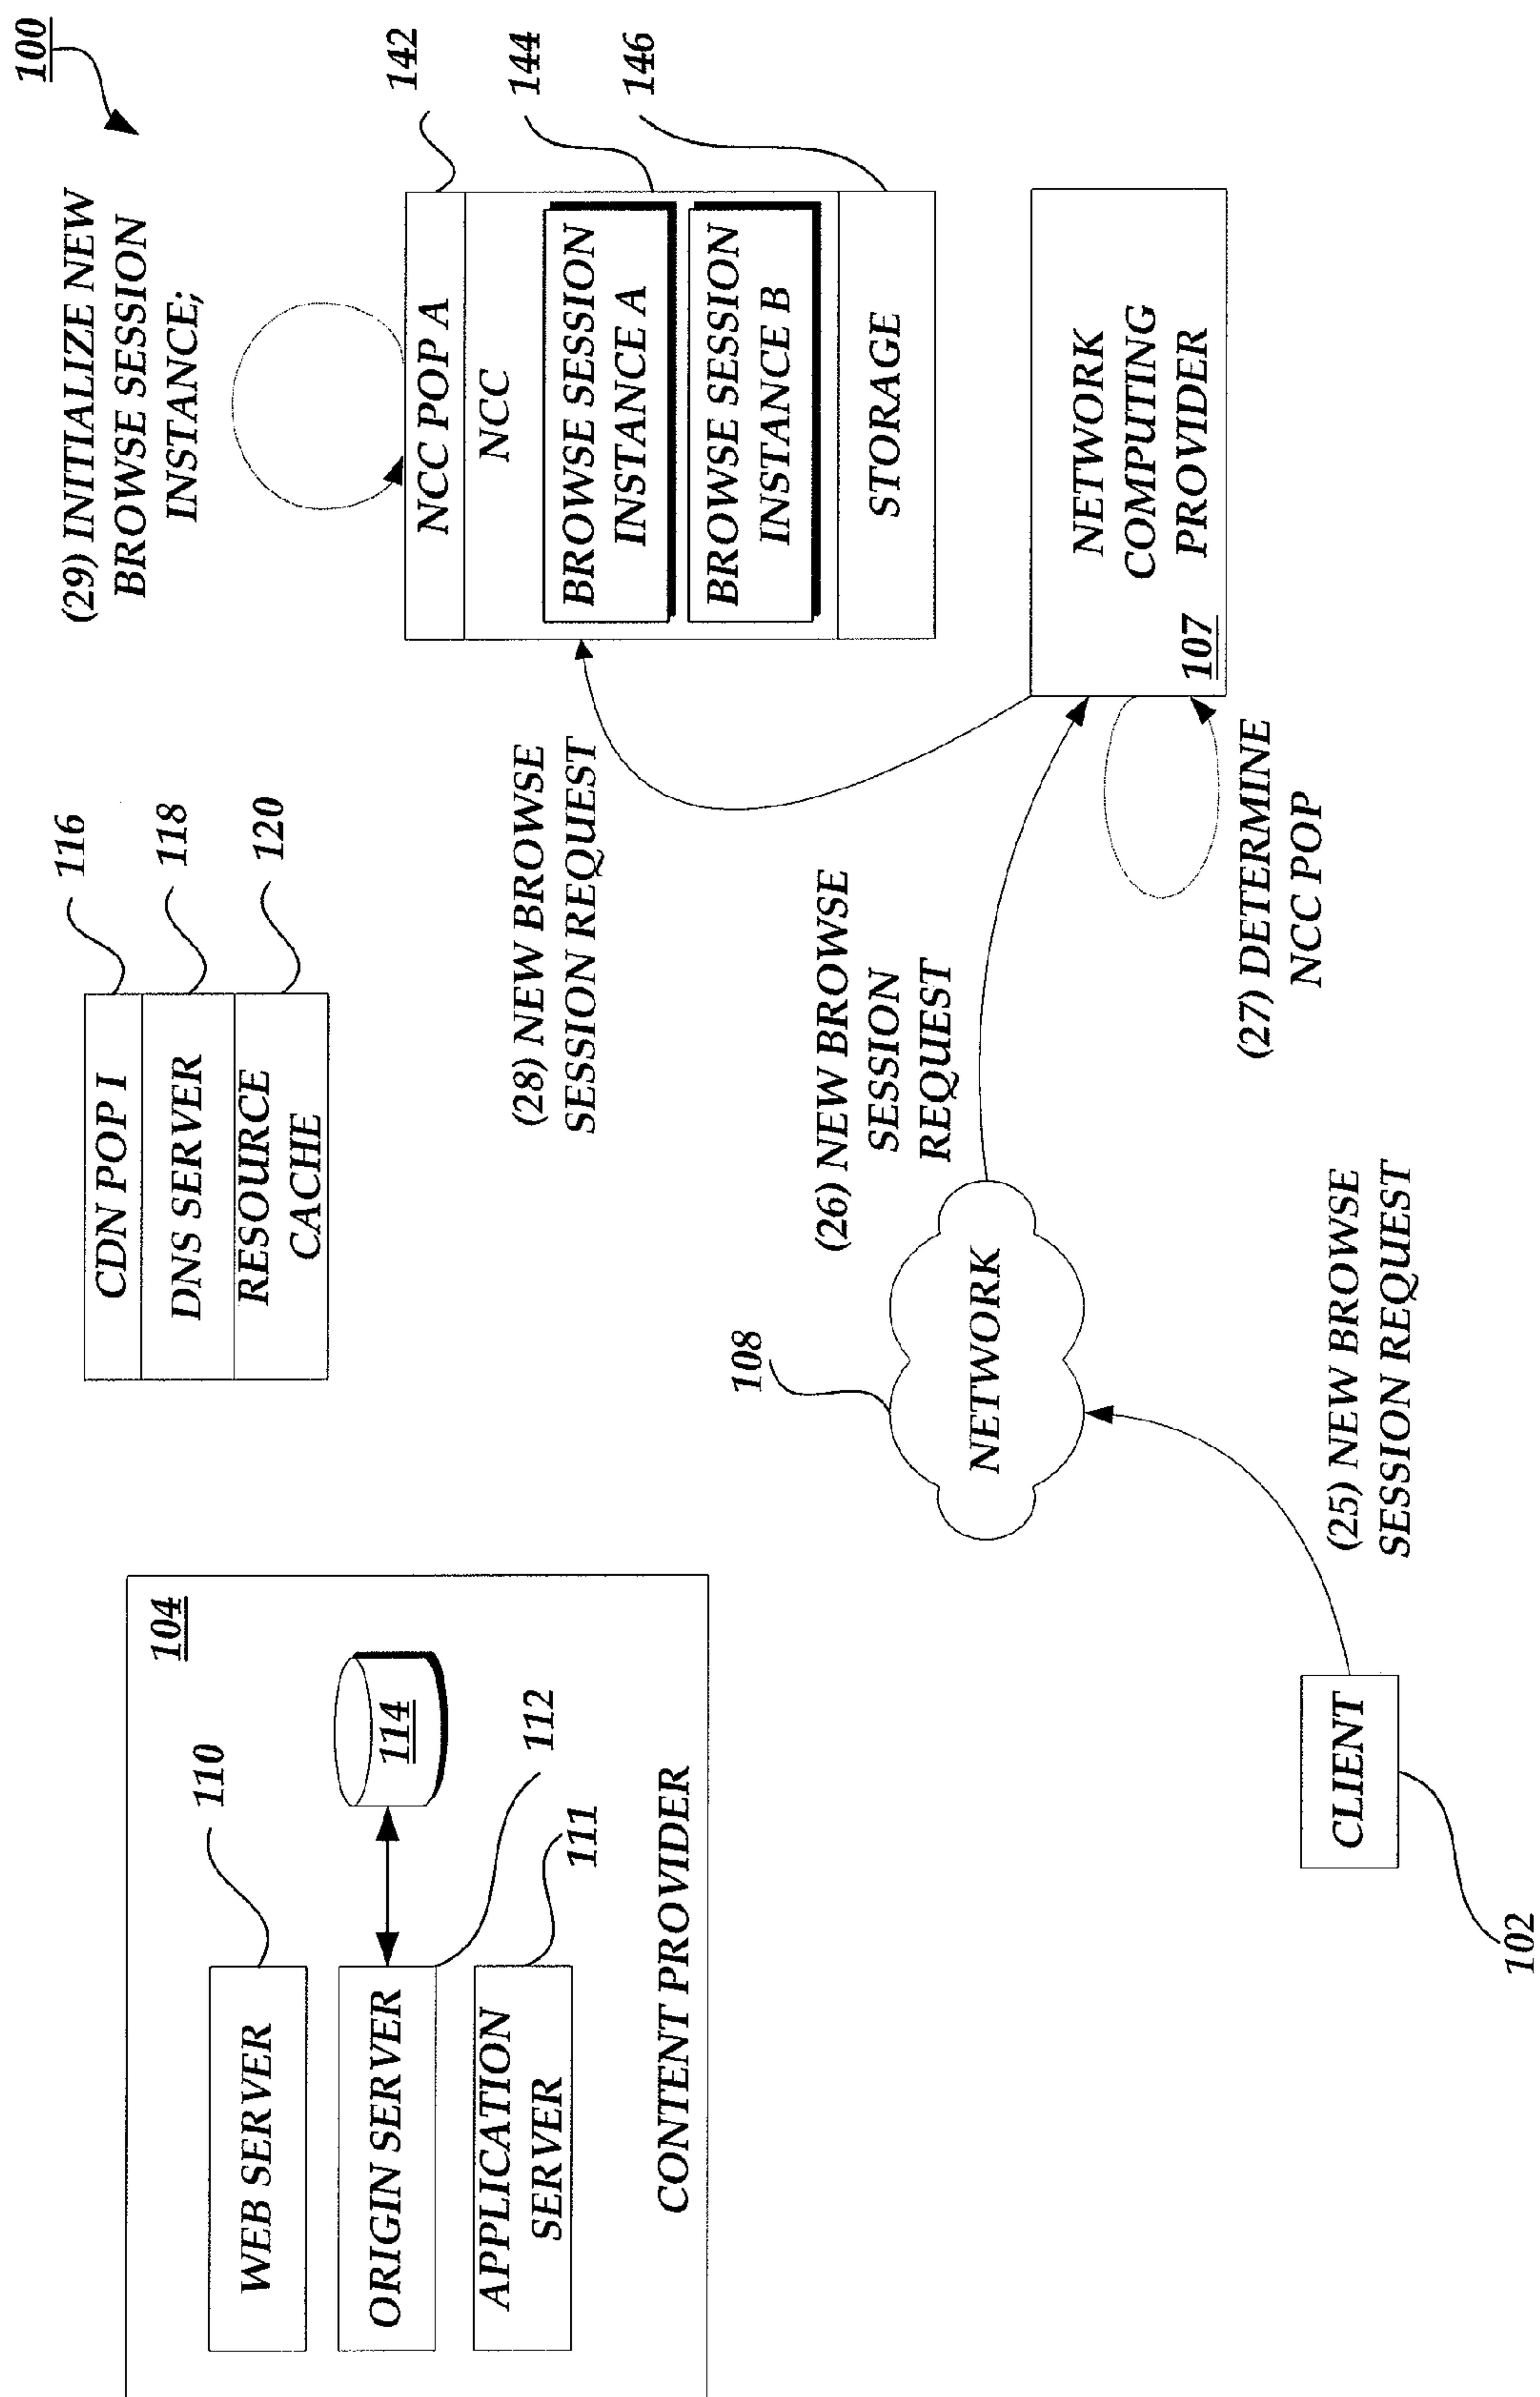 100
(29) INITIALIZE NEW
BROWSE SESSION
INSTANCE;
142
144
146
NCC POP A
NCC
BROWSE SESSION
INSTANCE A
BROWSE SESSION
INSTANCE B
STORAGE
116
118
120
CDN POP I
DNS SERVER
RESOURCE
CACHE
104
110
WEB SERVER
ORIGIN SERVER
114
112
APPLICATION
SERVER
111
CONTENT PROVIDER
(28) NEW BROWSE
SESSION REQUEST
(26) NEW BROWSE
SESSION
REQUEST
108
NETWORK
NETWORK
COMPUTING
PROVIDER
107
(27) DETERMINE
NCC POP
(25) NEW BROWSE
SESSION REQUEST
CLIENT
102